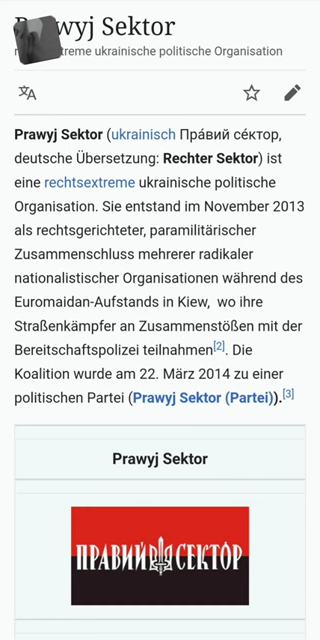 wyj Sektor
treme ukrainische politische Organisation
Prawyj Sektor (ukrainisch Пра́вий се́ктор,
deutsche Übersetzung: Rechter Sektor) ist
eine rechtsextreme ukrainische politische
Organisation. Sie entstand im November 2013
als rechtsgerichteter, paramilitärischer
Zusammenschluss mehrerer radikaler
nationalistischer Organisationen während des
Euromaidan-Aufstands in Kiew, wo ihre
Straßenkämpfer an Zusammenstößen mit der
Bereitschaftspolizei teilnahmen[2]. Die
Koalition wurde am 22. März 2014 zu einer
politischen Partei (Prawyj Sektor (Partei)).[3]
Prawyj Sektor
ПРАВИЙ СЕКТОР